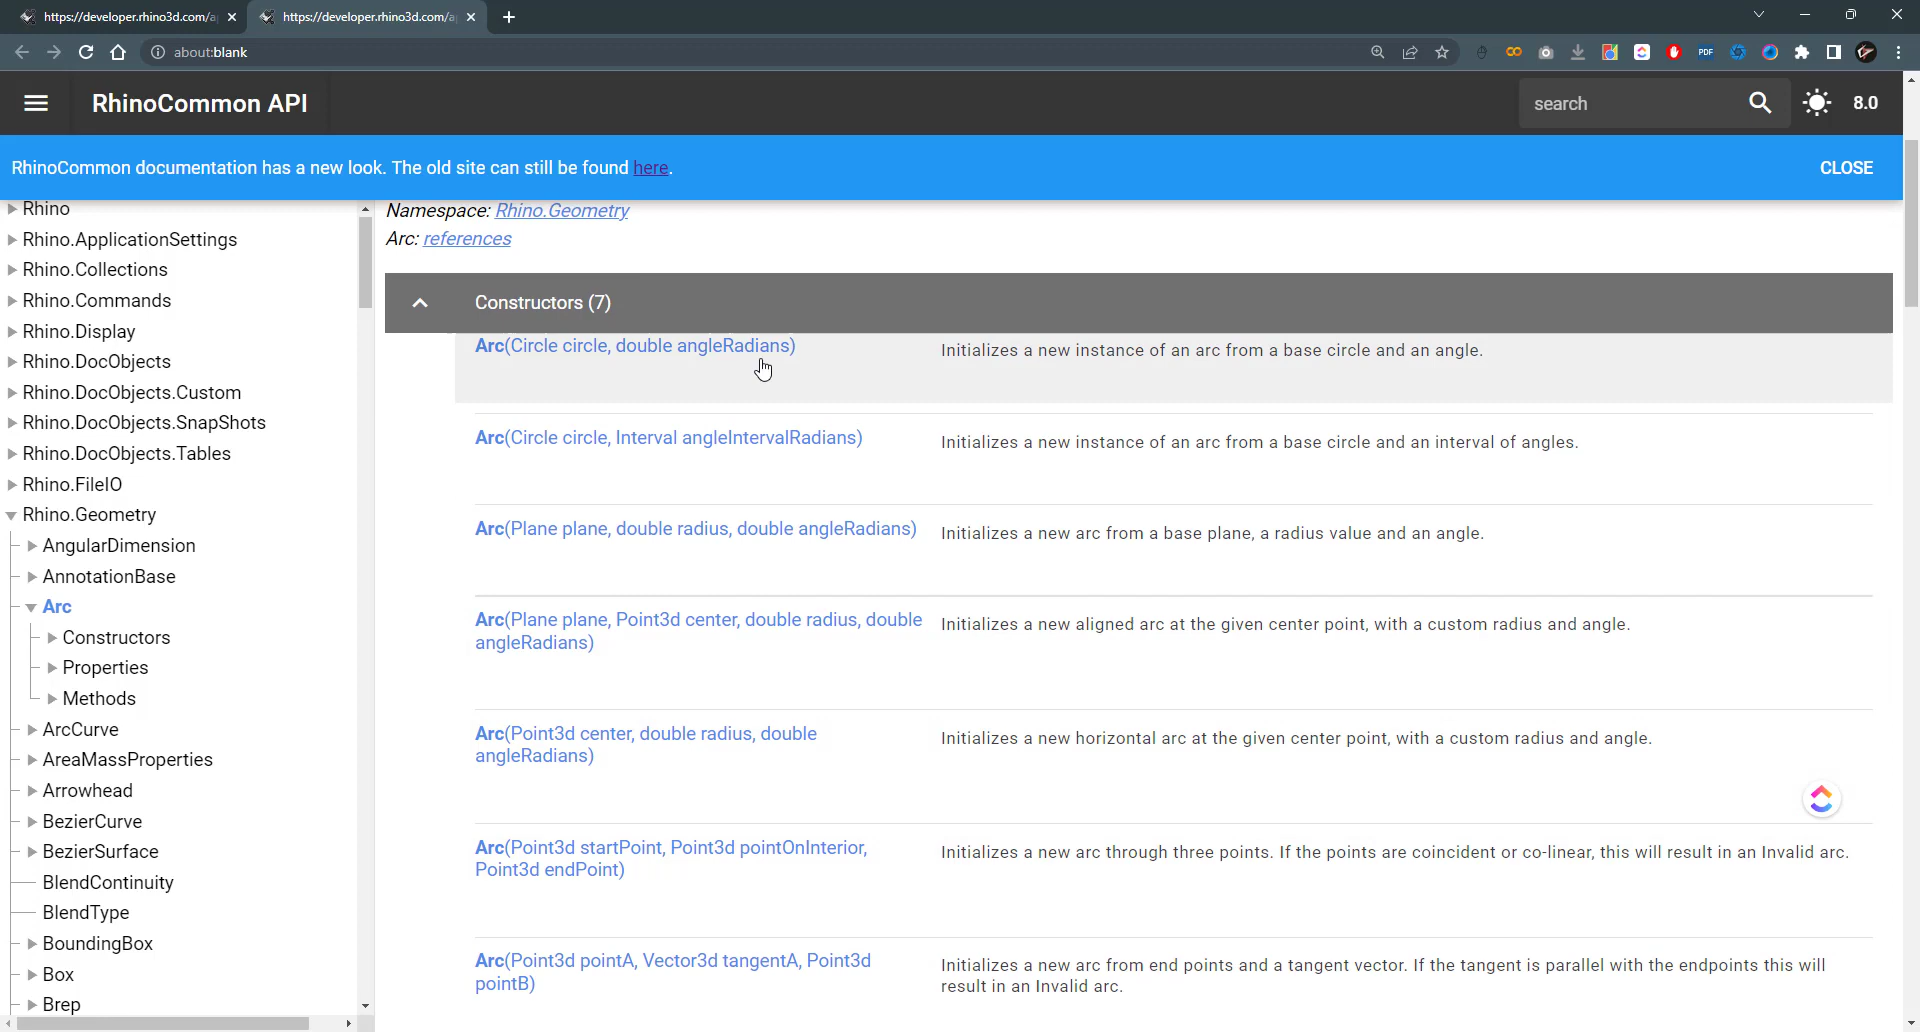 https://developer.rhino3d.com/a
https://developer.rhino3d.com/a
about:blank
PDF
RhinoCommon API
search
8.0
RhinoCommon documentation has a new look. The old site can still be found here.
CLOSE
Rhino
Rhino.ApplicationSettings
Rhino.Collections
Rhino.Commands
Rhino.Display
Rhino.DocObjects
Rhino.DocObjects.Custom
Rhino.DocObjects.SnapShots
Rhino.DocObjects.Tables
Rhino.FileIO
Rhino.Geometry
AngularDimension
AnnotationBase
Arc
Constructors
Properties
Methods
ArcCurve
AreaMassProperties
Arrowhead
BezierCurve
BezierSurface
BlendContinuity
BlendType
BoundingBox
Box
Brep
Namespace: Rhino.Geometry
Arc: references
Constructors (7)
Arc(Circle circle, double angleRadians)
Initializes a new instance of an arc from a base circle and an angle.
Arc(Circle circle, Interval angleIntervalRadians)
Initializes a new instance of an arc from a base circle and an interval of angles.
Arc(Plane plane, double radius, double angleRadians)
Initializes a new arc from a base plane, a radius value and an angle.
Arc(Plane plane, Point3d center, double radius, double
angleRadians)
Initializes a new aligned arc at the given center point, with a custom radius and angle.
Arc(Point3d center, double radius, double
angleRadians)
Initializes a new horizontal arc at the given center point, with a custom radius and angle.
Arc(Point3d startPoint, Point3d pointOnInterior,
Point3d endPoint)
Initializes a new arc through three points. If the points are coincident or co-linear, this will result in an Invalid arc.
Arc(Point3d pointA, Vector3d tangentA, Point3d
pointB)
Initializes a new arc from end points and a tangent vector. If the tangent is parallel with the endpoints this will
result in an Invalid arc.